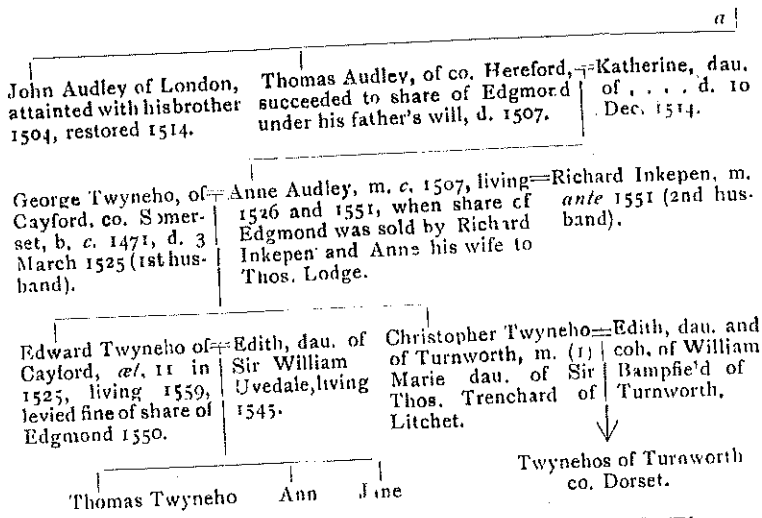 a
John Audley of London,
attainted with his brother
1504, restored 1514.
Thomas Audley, of co. Hereford,
succeeded to share of Edgmond
under his father's will, d. 1507.
Katherine, dau.
of . . . . d. 10
Dec. 1514.
George Twyneho, of
Cayford, co. Somer-
set, b. c. 1471, d. 3
March 1525 (1st hus-
band).
Anne Audley, m. c. 1507, living
1526 and 1551, when share of
Edgmond was sold by Richard
Inkepen and Anne his wife to
Thos. Lodge.
Richard Inkepen, m.
ante 1551 (2nd hus-
band).
Edward Twyneho of
Cayford, æt. 11 in
1525, living 1559,
levied fine of share of
Edgmond 1550.
Edith, dau. of
Sir William
Uvedale, living
1545.
Christopher Twyneho
of Turnworth, m. (1)
Marie dau. of Sir
Thos. Trenchard of
Litchet.
Edith, dau. and
coh. of William
Bampfield of
Turnworth.
Thomas Twyneho Ann Jane
Twynehos of Turnworth
co. Dorset.